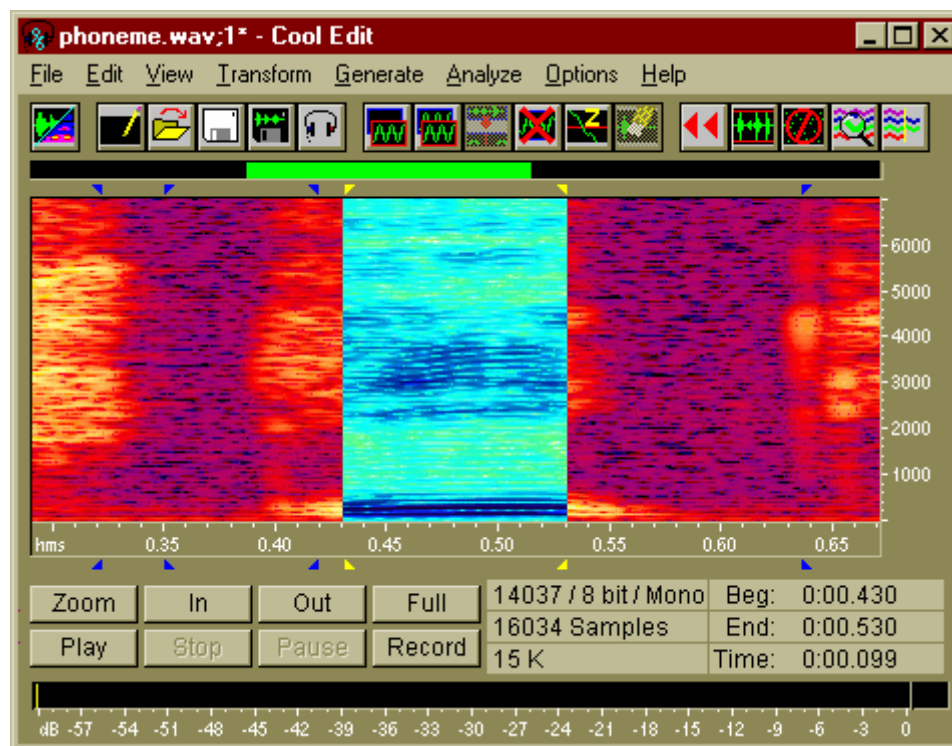 phoneme.wav;1* - Cool Edit
File Edit View Transform Generate Analyze Options Help
6000
5000
4000
3000
2000
1000
hms 0.35 0.40 0.45 0.50 0.55 0.60 0.65
Zoom In Out Full 14037 / 8 bit / Mono Beg: 0:00.430
16034 Samples End: 0:00.530
Play Stop Pause Record 15 K Time: 0:00.099
dB -57 -54 -51 -48 -45 -42 -39 -36 -33 -30 -27 -24 -21 -18 -15 -12 -9 -6 -3 0